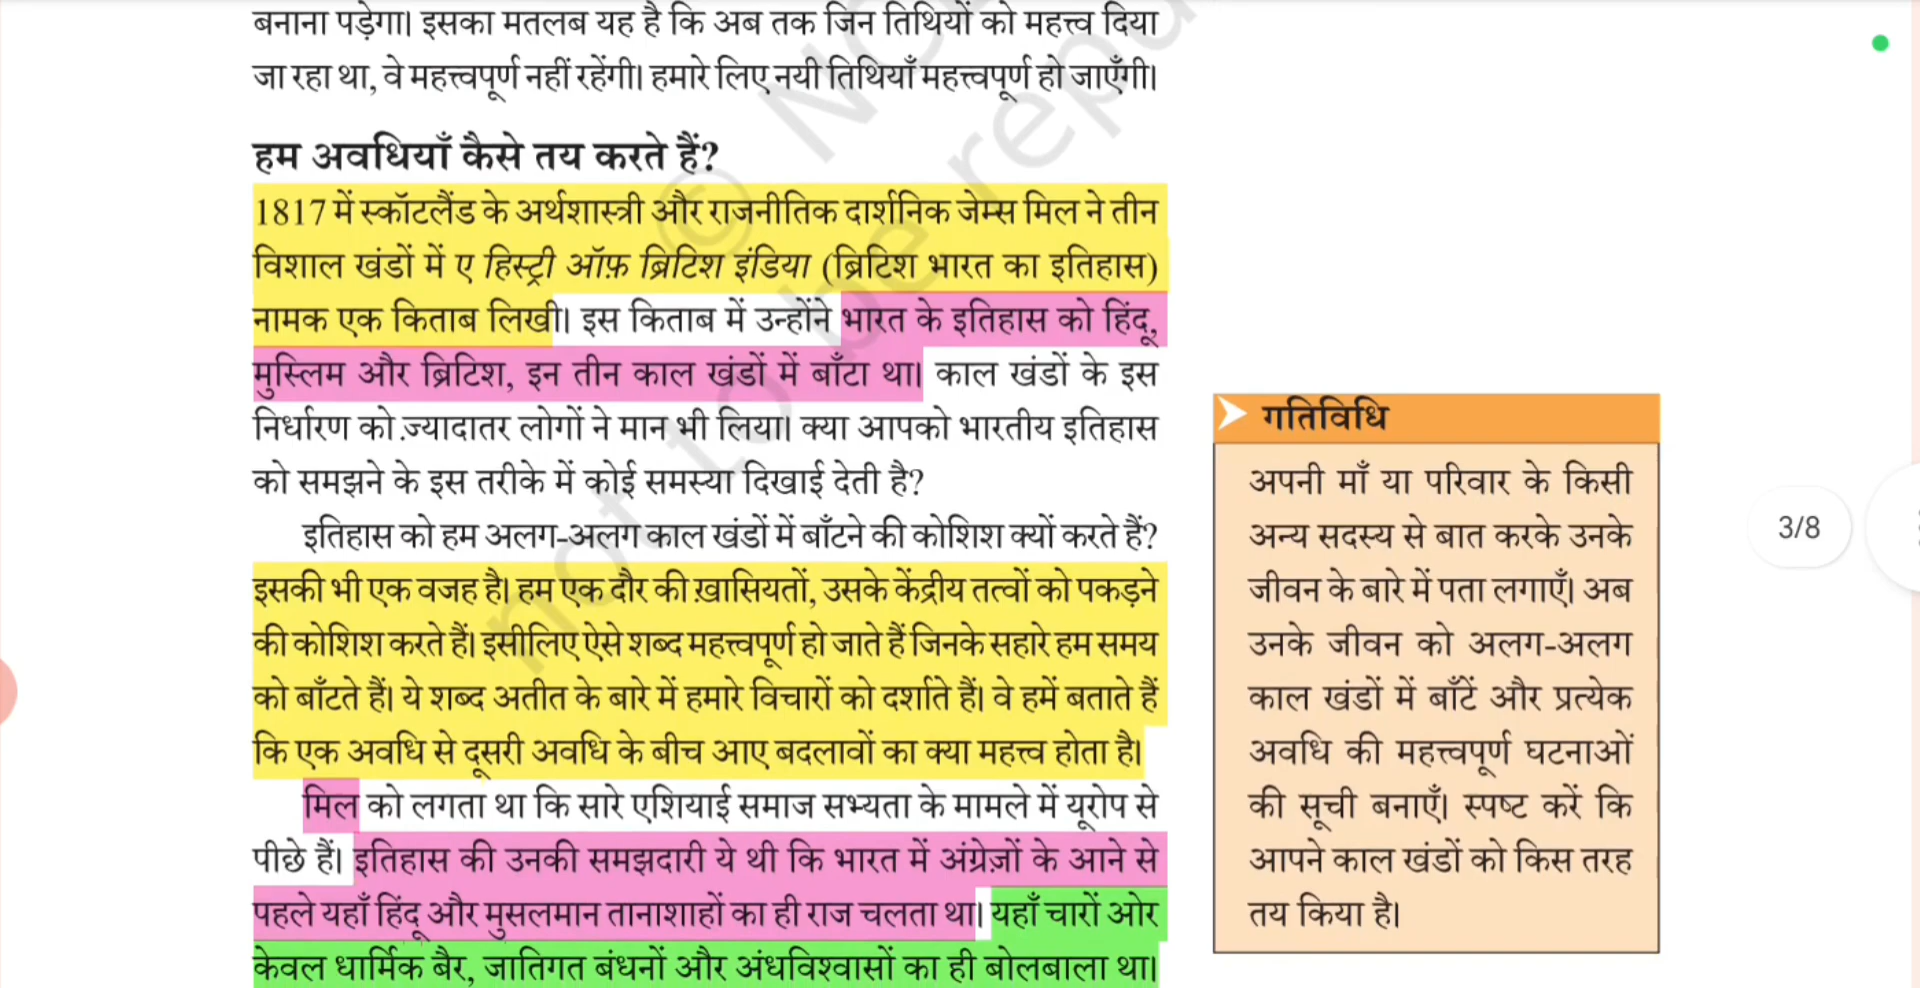 बनाना पड़ेगा। इसका मतलब यह है कि अब तक जिन तिथियों को महत्त्व दिया
जा रहा था, वे महत्त्वपूर्ण नहीं रहेंगी। हमारे लिए नयी तिथियाँ महत्त्वपूर्ण हो जाएँगी।
हम अवधियाँ कैसे तय करते हैं?
1817 में स्कॉटलैंड के अर्थशास्त्री और राजनीतिक दार्शनिक जेम्स मिल ने तीन
विशाल खंडों में ए हिस्ट्री ऑफ़ ब्रिटिश इंडिया (ब्रिटिश भारत का इतिहास)
नामक एक किताब लिखी। इस किताब में उन्होंने भारत के इतिहास को हिंदू,
मुस्लिम और ब्रिटिश, इन तीन काल खंडों में बाँटा था। काल खंडों के इस
निर्धारण को ज़्यादातर लोगों ने मान भी लिया। क्या आपको भारतीय इतिहास
को समझने के इस तरीके में कोई समस्या दिखाई देती है?
इतिहास को हम अलग-अलग काल खंडों में बाँटने की कोशिश क्यों करते हैं?
इसकी भी एक वजह है। हम एक दौर की ख़ासियतों, उसके केंद्रीय तत्वों को पकड़ने
की कोशिश करते हैं। इसीलिए ऐसे शब्द महत्त्वपूर्ण हो जाते हैं जिनके सहारे हम समय
को बाँटते हैं। ये शब्द अतीत के बारे में हमारे विचारों को दर्शाते हैं। वे हमें बताते हैं
कि एक अवधि से दूसरी अवधि के बीच आए बदलावों का क्या महत्त्व होता है।
मिल को लगता था कि सारे एशियाई समाज सभ्यता के मामले में यूरोप से
पीछे हैं। इतिहास की उनकी समझदारी ये थी कि भारत में अंग्रेज़ों के आने से
पहले यहाँ हिंदू और मुसलमान तानाशाहों का ही राज चलता था। यहाँ चारों ओर
केवल धार्मिक बैर, जातिगत बंधनों और अंधविश्वासों का ही बोलबाला था।
गतिविधि
अपनी माँ या परिवार के किसी
अन्य सदस्य से बात करके उनके
जीवन के बारे में पता लगाएँ। अब
उनके जीवन को अलग-अलग
काल खंडों में बाँटें और प्रत्येक
अवधि की महत्त्वपूर्ण घटनाओं
की सूची बनाएँ। स्पष्ट करें कि
आपने काल खंडों को किस तरह
तय किया है।
3/8
© NC
not to be repu